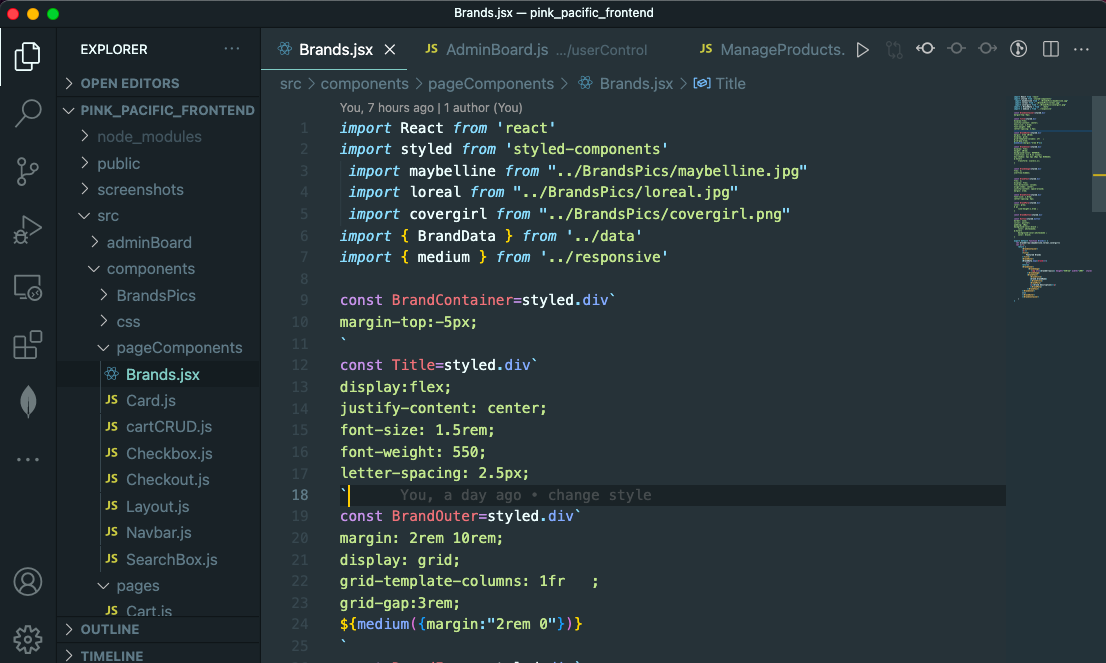 Brands.jsx — pink_pacific_frontend
EXPLORER
OPEN EDITORS
PINK_PACIFIC_FRONTEND
node_modules
public
screenshots
src
adminBoard
components
BrandsPics
css
pageComponents
Brands.jsx
JS Card.js
JS cartCRUD.js
JS Checkbox.js
JS Checkout.js
JS Layout.js
JS Navbar.js
JS SearchBox.js
pages
JS Cart.js
OUTLINE
TIMELINE
Brands.jsx
JS AdminBoard.js .../userControl
JS ManageProducts.
src > components > pageComponents > Brands.jsx > Title
You, 7 hours ago | 1 author (You)
1 import React from 'react'
2 import styled from 'styled-components'
3 import maybelline from "../BrandsPics/maybelline.jpg"
4 import loreal from "../BrandsPics/loreal.jpg"
5 import covergirl from "../BrandsPics/covergirl.png"
6 import { BrandData } from '../data'
7 import { medium } from '../responsive'
8
9 const BrandContainer=styled.div`
10 margin-top:-5px;
11 `
12 const Title=styled.div`
13 display:flex;
14 justify-content: center;
15 font-size: 1.5rem;
16 font-weight: 550;
17 letter-spacing: 2.5px;
18 ` You, a day ago • change style
19 const BrandOuter=styled.div`
20 margin: 2rem 10rem;
21 display: grid;
22 grid-template-columns: 1fr ;
23 grid-gap:3rem;
24 ${medium({margin:"2rem 0"})}
25 `